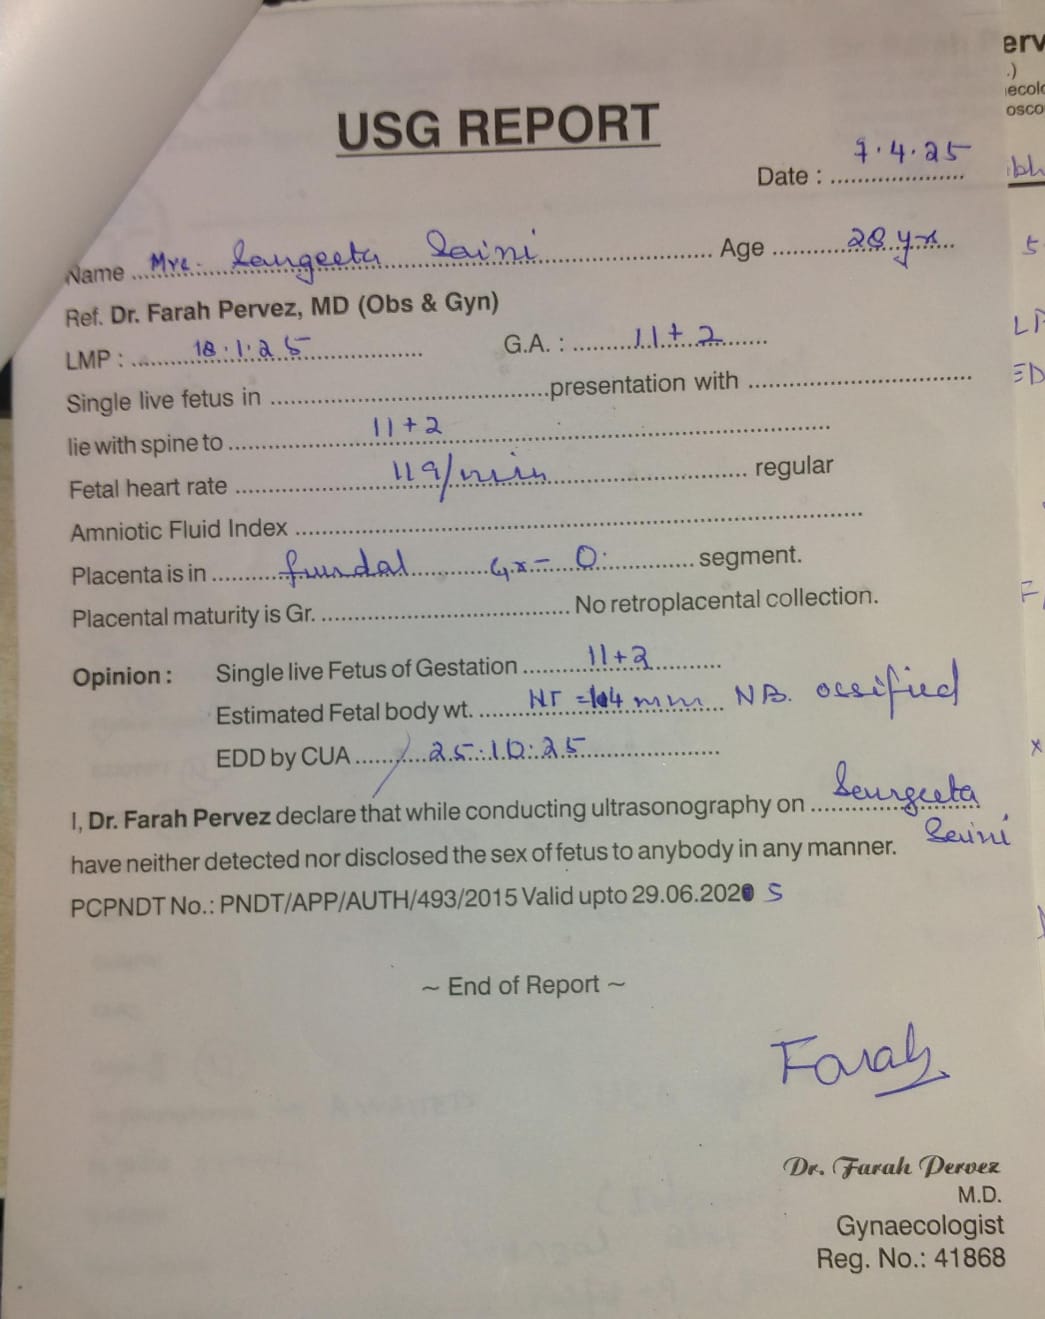 USG REPORT
Date : 7.4.25
Name Mrs. Sangeeta Saini Age 28 yrs
Ref. Dr. Farah Pervez, MD (Obs & Gyn)
LMP : 18.1.25 G.A. : 11+2
Single live fetus in ........ presentation with ........
lie with spine to 11+2
Fetal heart rate 119/min regular
Amniotic Fluid Index ........
Placenta is in fundal Gr- 0 segment.
Placental maturity is Gr. ........ No retroplacental collection.
Opinion : Single live Fetus of Gestation 11+2
Estimated Fetal body wt. NT = mm NB. ossified
EDD by CUA 25.10.25
I, Dr. Farah Pervez declare that while conducting ultrasonography on Sangeeta
Saini
have neither detected nor disclosed the sex of fetus to anybody in any manner.
PCPNDT No.: PNDT/APP/AUTH/493/2015 Valid upto 29.06.202 5
~ End of Report ~
Farah
Dr. Farah Pervez
M.D.
Gynaecologist
Reg. No.: 41868